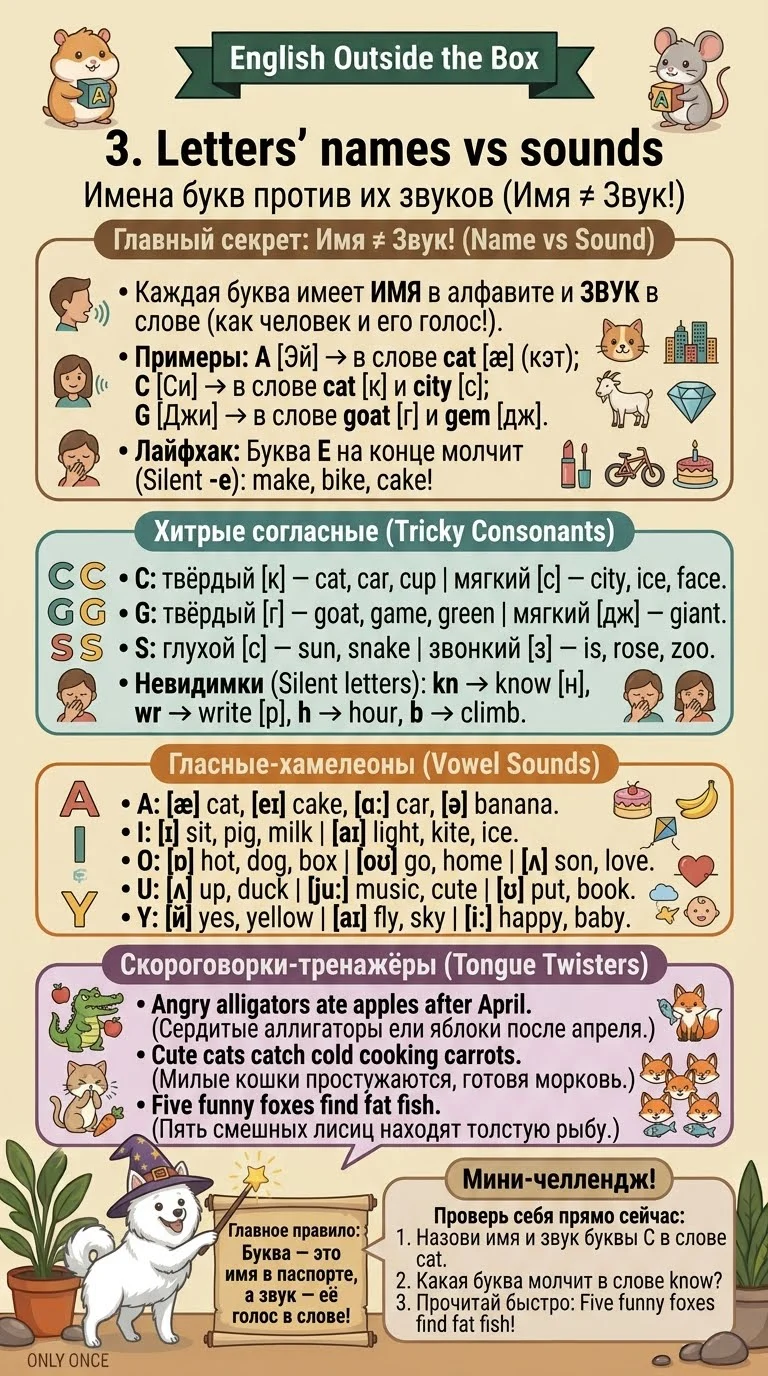 English Outside the Box
A
A
3. Letters’ names vs sounds
Имена букв против их звуков (Имя ≠ Звук!)
Главный секрет: Имя ≠ Звук! (Name vs Sound)
• Каждая буква имеет ИМЯ в алфавите и ЗВУК в
слове (как человек и его голос!).
• Примеры: A [Эй] → в слове cat [æ] (кэт);
C [Си] → в слове cat [к] и city [с];
G [Джи] → в слове goat [г] и gem [дж].
• Лайфхак: Буква E на конце молчит
(Silent -e): make, bike, cake!
Хитрые согласные (Tricky Consonants)
C C
• C: твёрдый [к] — cat, car, cup | мягкий [с] — city, ice, face.
G G
• G: твёрдый [г] — goat, game, green | мягкий [дж] — giant.
S S
• S: глухой [с] — sun, snake | звонкий [з] — is, rose, zoo.
• Невидимки (Silent letters): kn → know [н],
wr → write [р], h → hour, b → climb.
Гласные-хамелеоны (Vowel Sounds)
A
I
Y
• A: [æ] cat, [eɪ] cake, [ɑ:] car, [ə] banana.
• I: [ɪ] sit, pig, milk | [aɪ] light, kite, ice.
• O: [ɒ] hot, dog, box | [oʊ] go, home | [ʌ] son, love.
• U: [ʌ] up, duck | [ju:] music, cute | [ʊ] put, book.
• Y: [й] yes, yellow | [aɪ] fly, sky | [i:] happy, baby.
Скороговорки-тренажёры (Tongue Twisters)
• Angry alligators ate apples after April.
(Сердитые аллигаторы ели яблоки после апреля.)
• Cute cats catch cold cooking carrots.
(Милые кошки простужаются, готовя морковь.)
• Five funny foxes find fat fish.
(Пять смешных лисиц находят толстую рыбу.)
Главное правило:
Буква — это
имя в паспорте,
а звук — её
голос в слове!
Мини-челлендж!
Проверь себя прямо сейчас:
1. Назови имя и звук буквы C в слове
cat.
2. Какая буква молчит в слове know?
3. Прочитай быстро: Five funny foxes
find fat fish!
ONLY ONCE